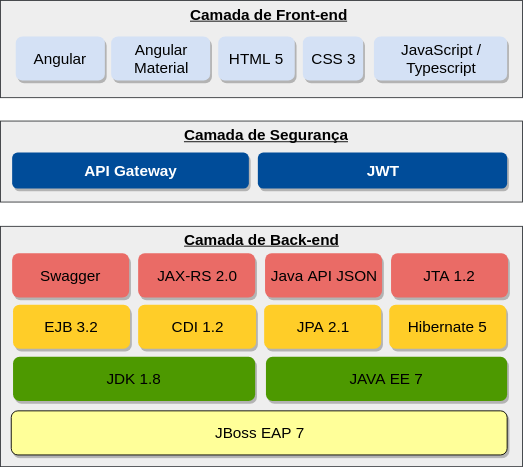 Camada de Front-end
Angular
Angular
Material
HTML 5
CSS 3
JavaScript /
Typescript
Camada de Segurança
API Gateway
JWT
Camada de Back-end
Swagger
JAX-RS 2.0
Java API JSON
JTA 1.2
EJB 3.2
CDI 1.2
JPA 2.1
Hibernate 5
JDK 1.8
JAVA EE 7
JBoss EAP 7